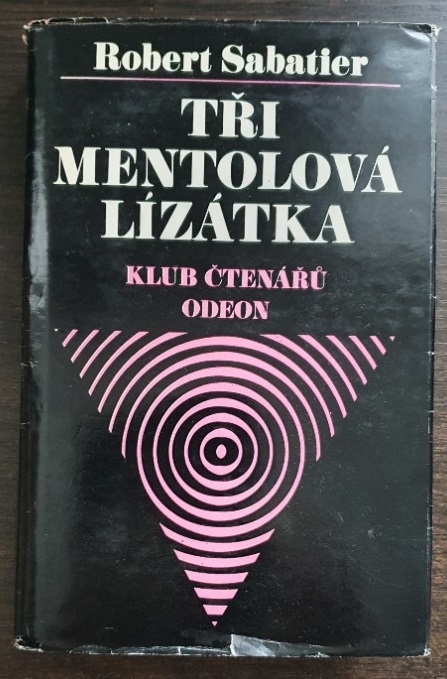 Robert Sabatier
TŘI
MENTOLOVÁ
LÍZÁTKA
KLUB ČTENÁŘŮ
ODEON